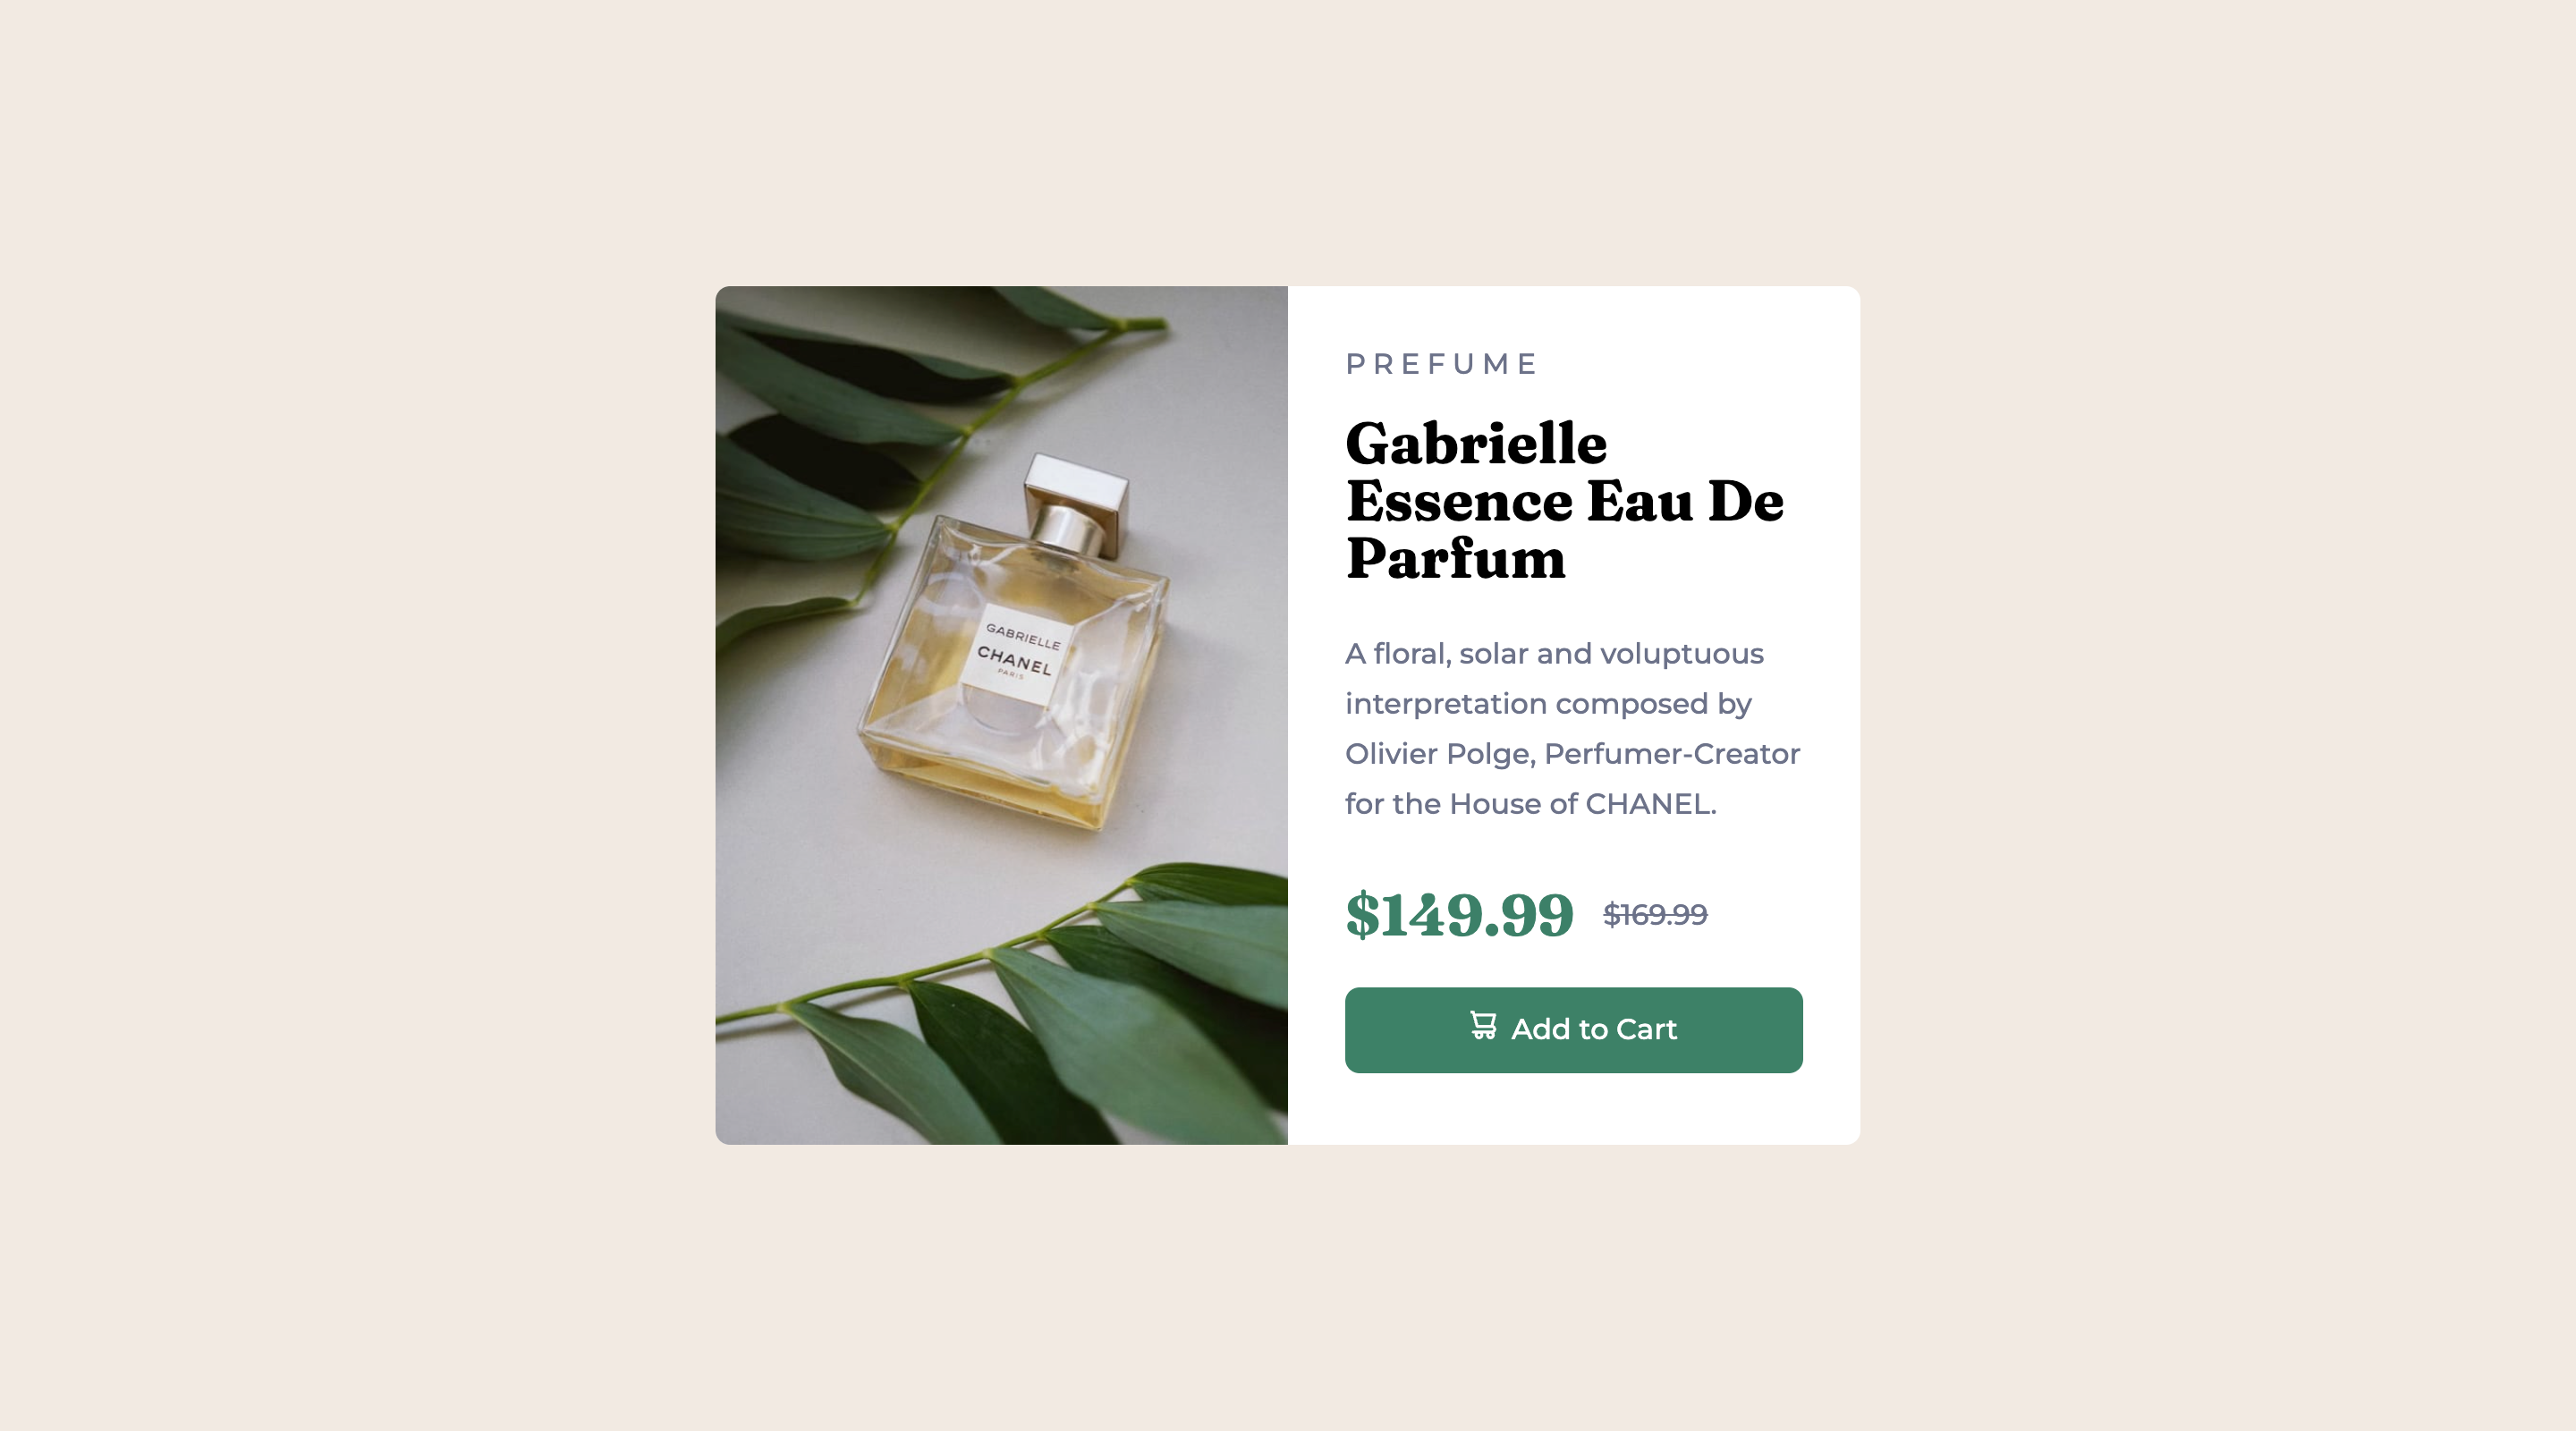 GABRIELLE
CHANEL
PARIS
PREFUME
Gabrielle
Essence Eau De
Parfum
A floral, solar and voluptuous
interpretation composed by
Olivier Polge, Perfumer-Creator
for the House of CHANEL.
$149.99 $169.99
Add to Cart